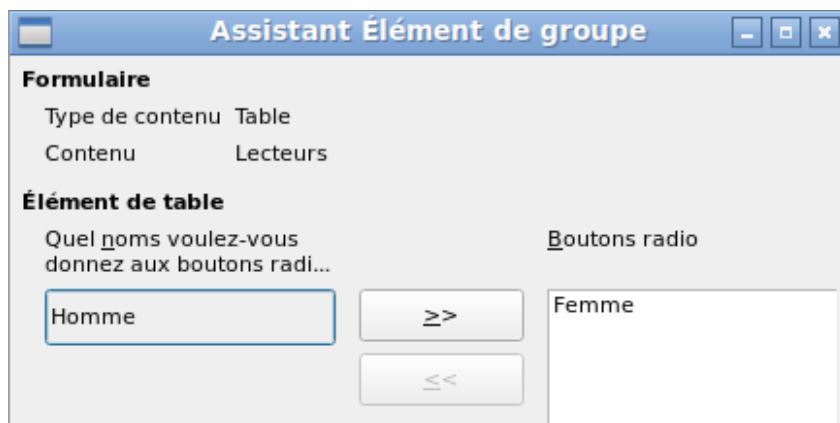 Assistant Élément de groupe
Formulaire
Type de contenu Table
Contenu Lecteurs
Élément de table
Quel noms voulez-vous
donnez aux boutons radi...
Boutons radio
Homme
>>
Femme
<<